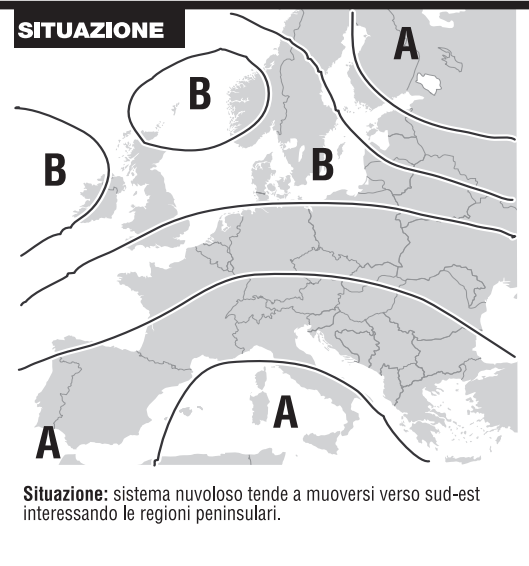 SITUAZIONE
A
B
B
B
A
A
Situazione: sistema nuvoloso tende a muoversi verso sud-est
interessando le regioni peninsulari.